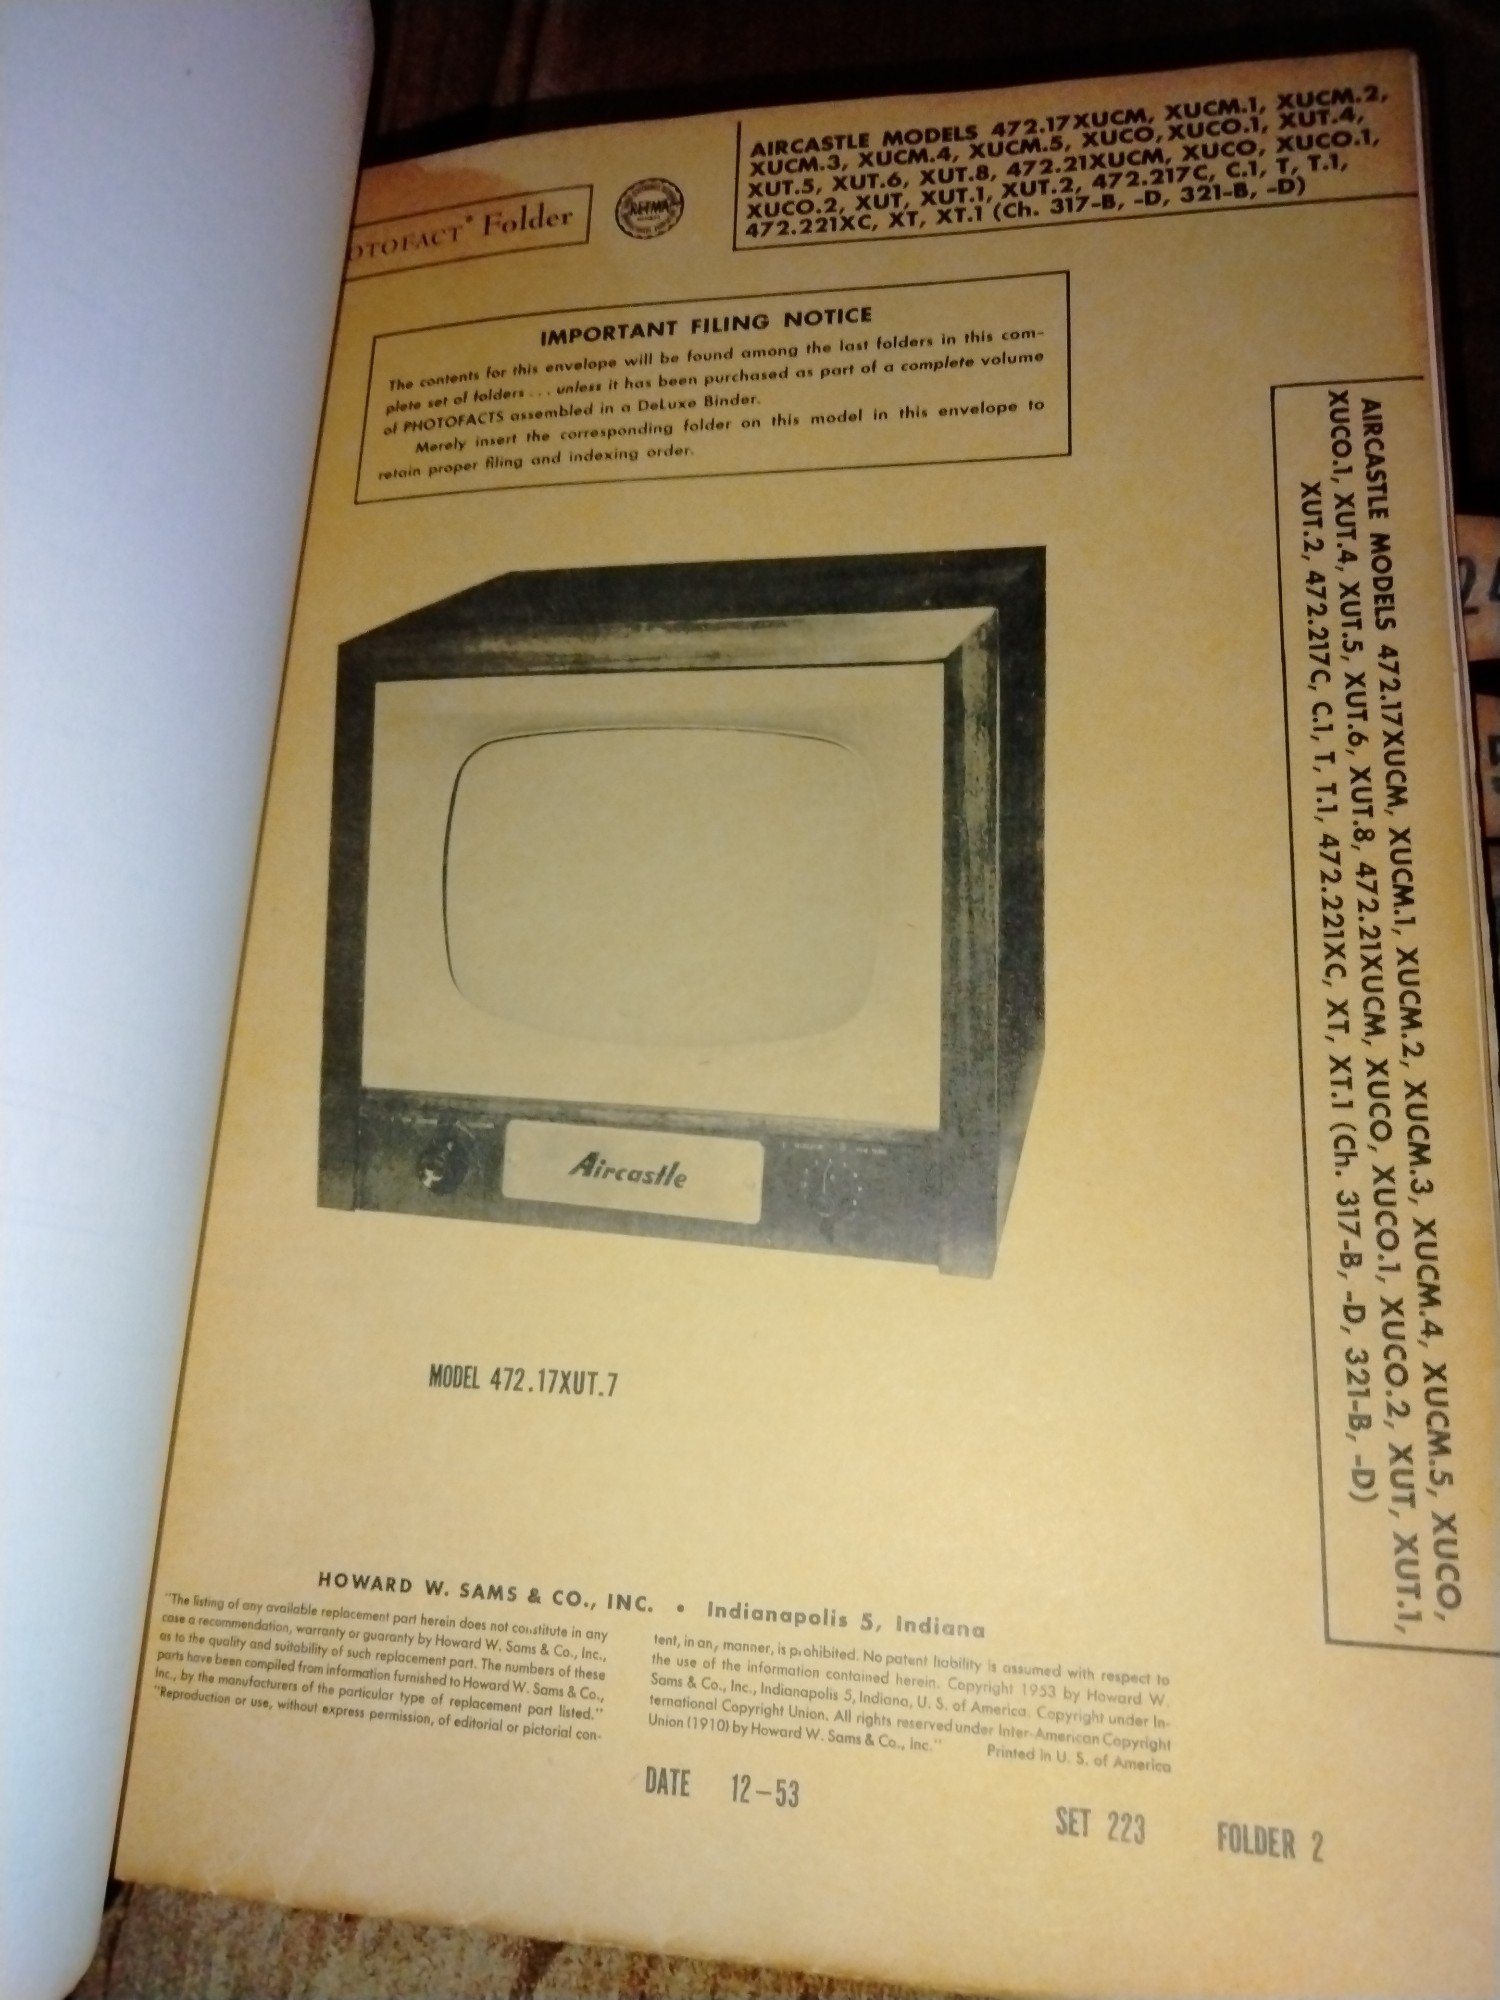 OTOFACT* Folder
RETMA
AIRCASTLE MODELS 472.17XUCM, XUCM.1, XUCM.2,
XUCM.3, XUCM.4, XUCM.5, XUCO, XUCO.1, XUT.4,
XUT.5, XUT.6, XUT.8, 472.21XUCM, XUCO, XUCO.1,
XUCO.2, XUT, XUT.1, XUT.2, 472.217C, C.1, T, T.1,
472.221XC, XT, XT.1 (Ch. 317-B, -D, 321-B, -D)
IMPORTANT FILING NOTICE
The contents for this envelope will be found among the last folders in this com-
plete set of folders . . . unless it has been purchased as part of a complete volume
of PHOTOFACTS assembled in a DeLuxe Binder.
Merely insert the corresponding folder on this model in this envelope to
retain proper filing and indexing order.
AIRCASTLE MODELS 472.17XUCM, XUCM.1, XUCM.2, XUCM.3, XUCM.4, XUCM.5, XUCO,
XUCO.1, XUT.4, XUT.5, XUT.6, XUT.8, 472.21XUCM, XUCO, XUCO.1, XUCO.2, XUT, XUT.1,
XUT.2, 472.217C, C.1, T, T.1, 472.221XC, XT, XT.1 (Ch. 317-B, -D, 321-B, -D)
Aircastle
MODEL 472.17XUT.7
HOWARD W. SAMS & CO., INC. • Indianapolis 5, Indiana
"The listing of any available replacement part herein does not constitute in any
case a recommendation, warranty or guaranty by Howard W. Sams & Co., Inc.,
as to the quality and suitability of such replacement part. The numbers of these
parts have been compiled from information furnished to Howard W. Sams & Co.,
Inc., by the manufacturers of the particular type of replacement part listed."
"Reproduction or use, without express permission, of editorial or pictorial con-
tent, in any manner, is prohibited. No patent liability is assumed with respect to
the use of the information contained herein. Copyright 1953 by Howard W.
Sams & Co., Inc., Indianapolis 5, Indiana, U. S. of America. Copyright under In-
ternational Copyright Union. All rights reserved under Inter-American Copyright
Union (1910) by Howard W. Sams & Co., Inc."
Printed in U. S. of America
DATE 12-53
SET 223
FOLDER 2